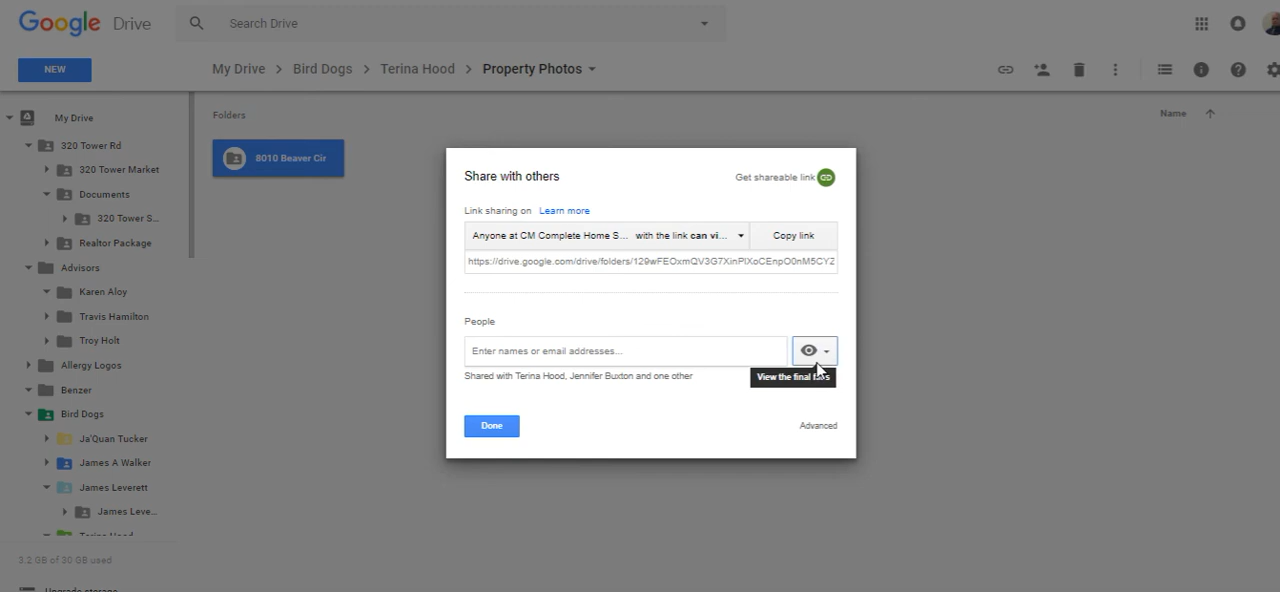 Google Drive
Search Drive
NEW
My Drive > Bird Dogs > Terina Hood > Property Photos
Folders
Name
My Drive
320 Tower Rd
320 Tower Market
Documents
320 Tower S...
Realtor Package
Advisors
Karen Aloy
Travis Hamilton
Troy Holt
Allergy Logos
Benzer
Bird Dogs
Ja'Quan Tucker
James A Walker
James Leverett
James Leve...
Terina Hood
3.2 GB of 30 GB used
Upgrade storage
8010 Beaver Cir
Share with others
Get shareable link
Link sharing on Learn more
Anyone at CM Complete Home S... with the link can vi...
Copy link
https://drive.google.com/drive/folders/129wFEOxmQV3G7XinPlXoCEnpO0nM5CYZ
People
Enter names or email addresses...
Shared with Terina Hood, Jennifer Buxton and one other
View the final
Done
Advanced